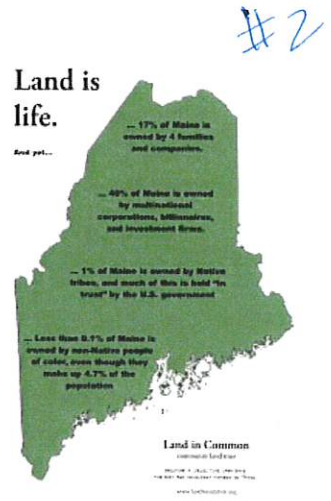 #2
Land is
life.
And yet...
... 17% of Maine is
owned by 4 families
and companies.
... 40% of Maine is owned
by multinational
corporations, billionaires,
and investment firms.
... 1% of Maine is owned by Native
tribes, and much of this is held "in
trust" by the U.S. government
... Less than 0.1% of Maine is
owned by non-Native people
of color, even though they
make up 4.7% of the
population
Land in Common
community land trust